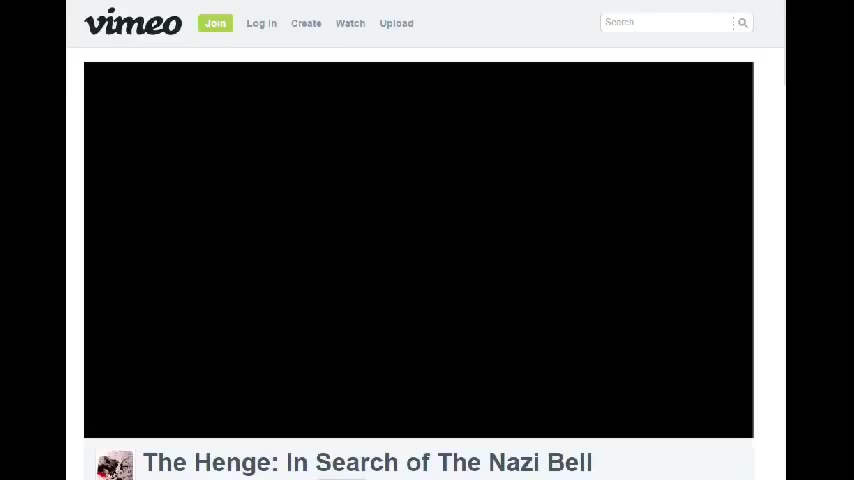 vimeo Join Log In Create Watch Upload Search
The Henge: In Search of The Nazi Bell